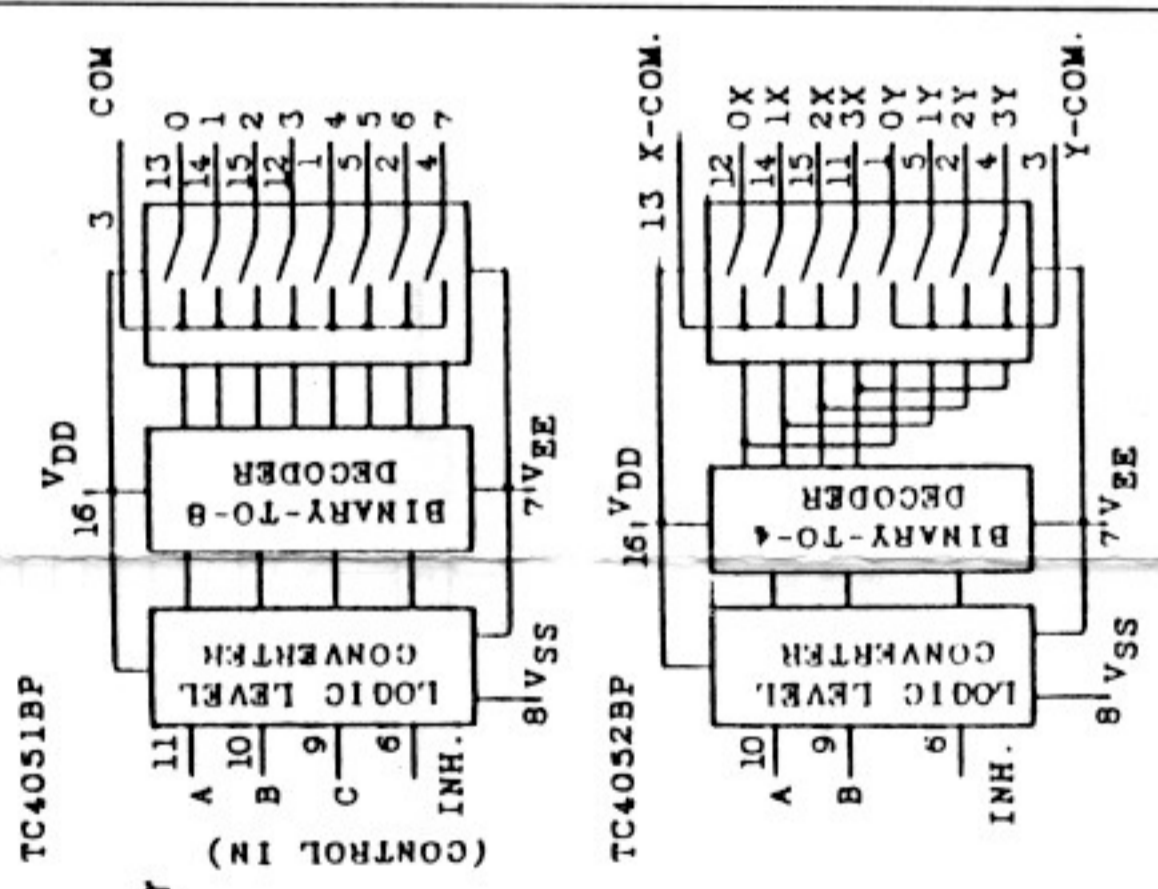 TC4051BP
COM
3
VDD
16
13 0
14 1
15 2
12 3
1 4
5 5
2 6
4 7
BINARY-TO-8
DECODER
LOGIC LEVEL
CONVERTER
7 VEE
8 VSS
11 A
10 B
9 C
6 INH.
(CONTROL IN)
TC4052BP
13 X-COM.
16 VDD
12 0X
14 1X
15 2X
11 3X
1 0Y
5 1Y
2 2Y
4 3Y
3 Y-COM.
BINARY-TO-4
DECODER
LOGIC LEVEL
CONVERTER
7 VEE
8 VSS
10 A
9 B
6 INH.